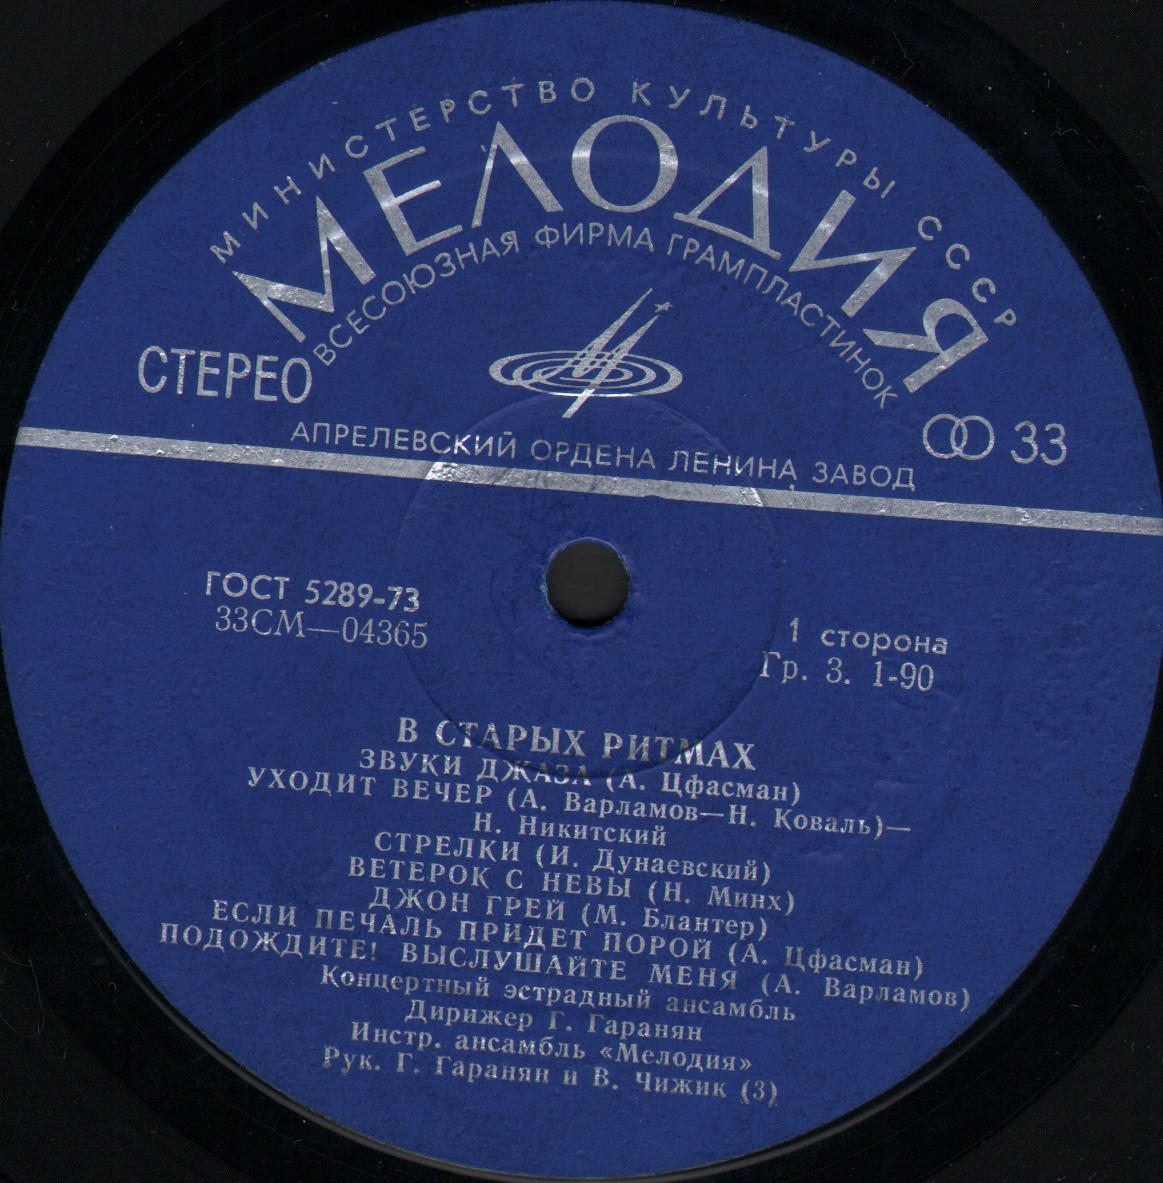 МИНИСТЕРСТВО КУЛЬТУРЫ СССР
МЕЛОДИЯ
ВСЕСОЮЗНАЯ ФИРМА ГРАМПЛАСТИНОК
СТЕРЕО
33
АПРЕЛЕВСКИЙ ОРДЕНА ЛЕНИНА ЗАВОД
ГОСТ 5289-73
33СМ—04365
1 сторона
Гр. 3. 1-90
В СТАРЫХ РИТМАХ
ЗВУКИ ДЖАЗА (А. Цфасман)
УХОДИТ ВЕЧЕР (А. Варламов—Н. Коваль)—
Н. Никитский
СТРЕЛКИ (И. Дунаевский)
ВЕТЕРОК С НЕВЫ (Н. Минх)
ДЖОН ГРЕЙ (М. Блантер)
ЕСЛИ ПЕЧАЛЬ ПРИДЕТ ПОРОЙ (А. Цфасман)
ПОДОЖДИТЕ! ВЫСЛУШАЙТЕ МЕНЯ (А. Варламов)
Концертный эстрадный ансамбль
Дирижер Г. Гаранян
Инстр. ансамбль «Мелодия»
Рук. Г. Гаранян и В. Чижик (3)